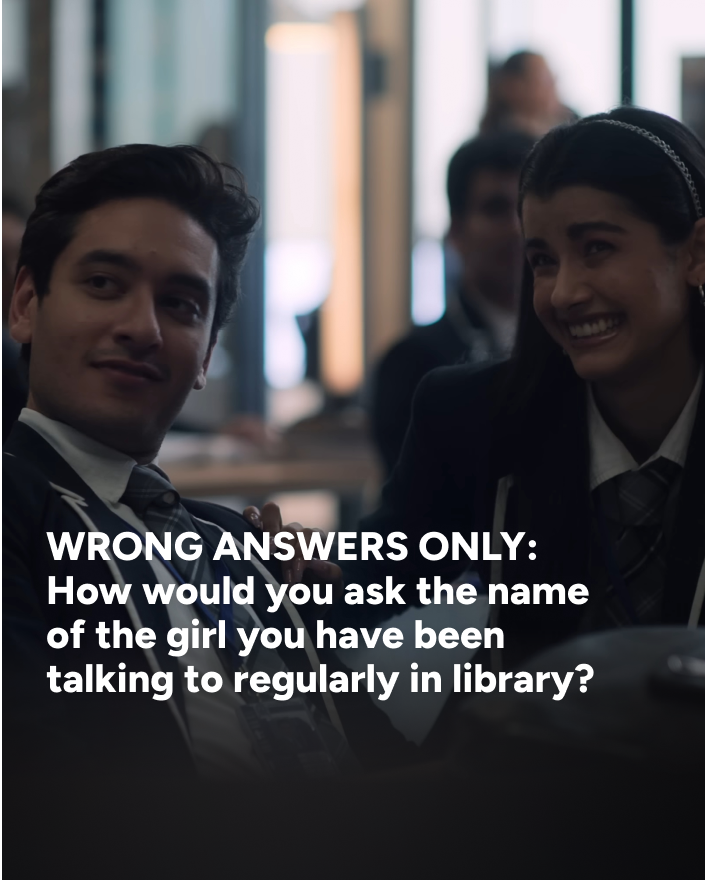 WRONG ANSWERS ONLY:
How would you ask the name
of the girl you have been
talking to regularly in library?